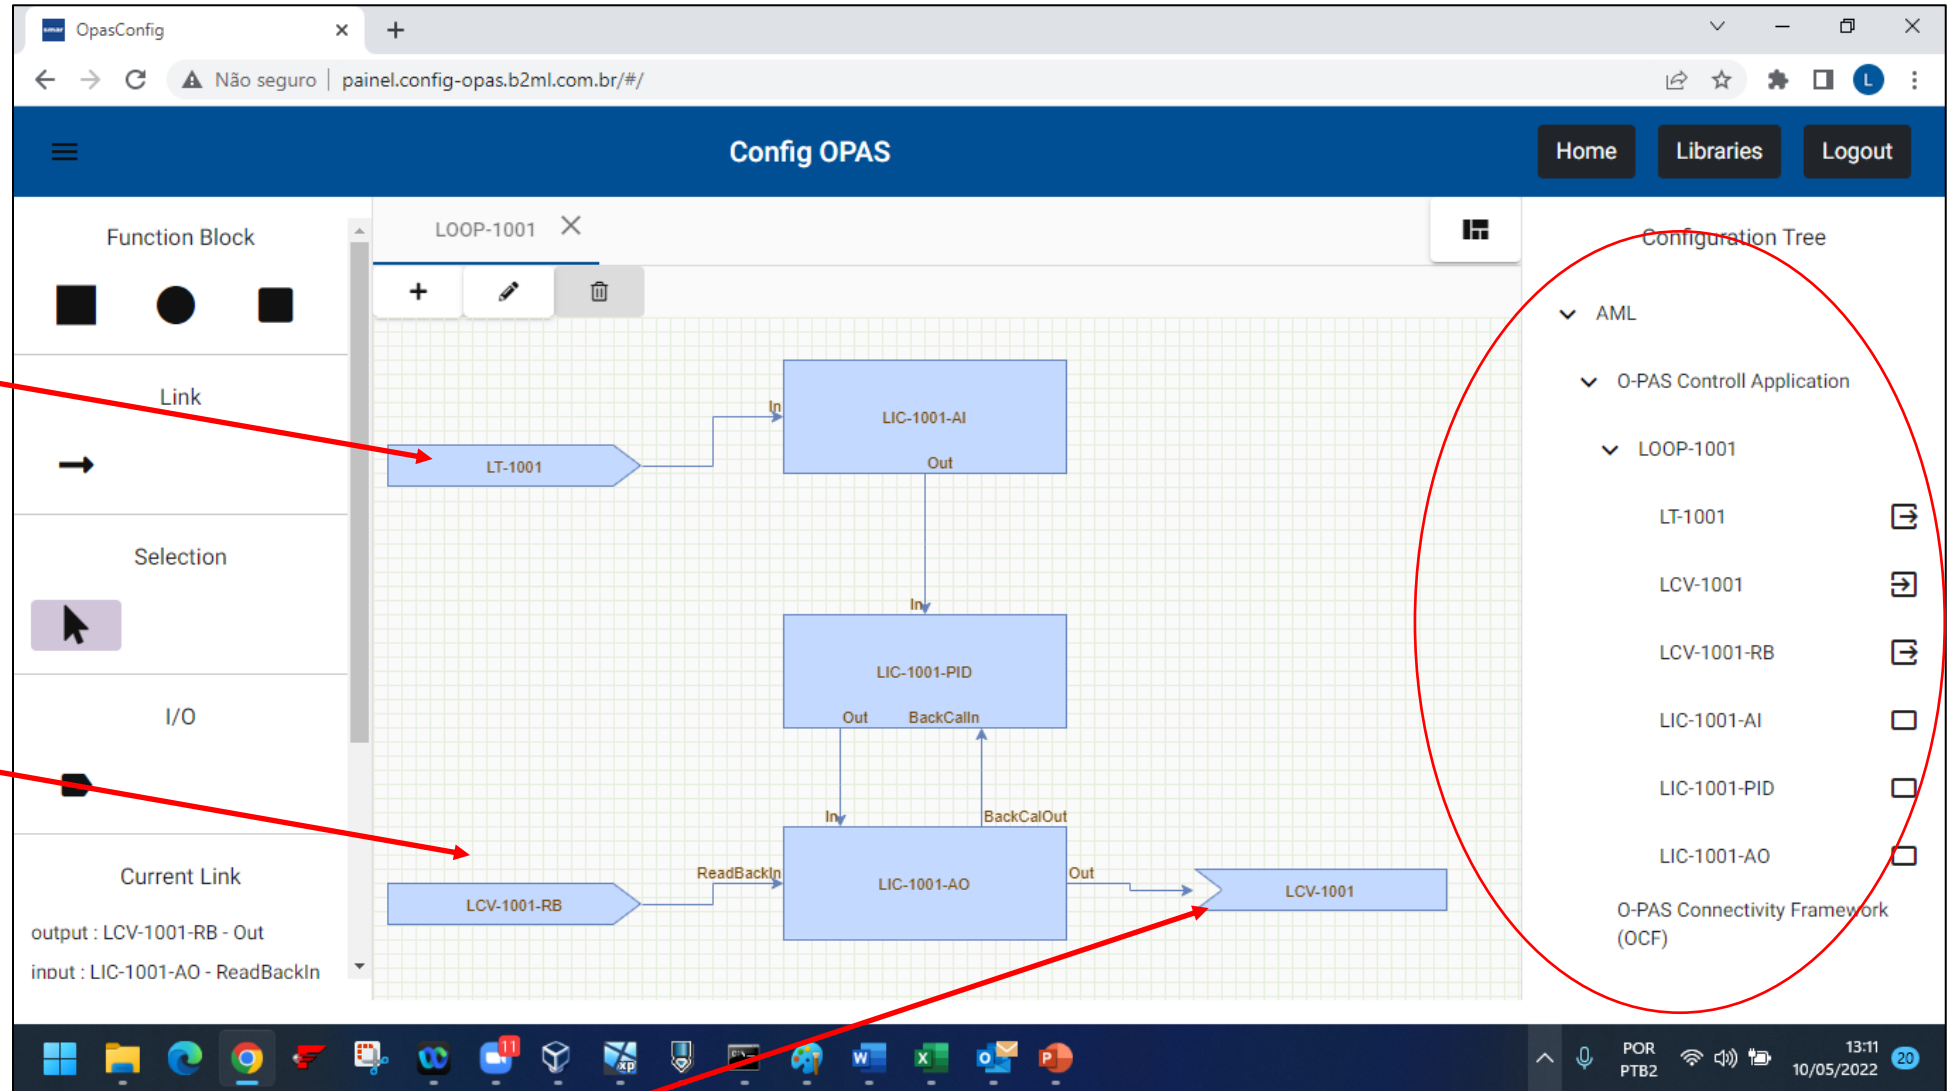 smar OpasConfig
Não seguro | painel.config-opas.b2ml.com.br/#/
L
Config OPAS
Home
Libraries
Logout
Function Block
Link
Selection
I/O
Current Link
output : LCV-1001-RB - Out
input : LIC-1001-AO - ReadBackIn
LOOP-1001
In
LIC-1001-AI
Out
LT-1001
In
LIC-1001-PID
Out BackCalIn
In BackCalOut
ReadBackIn
LIC-1001-AO
Out
LCV-1001-RB
LCV-1001
Configuration Tree
AML
O-PAS Controll Application
LOOP-1001
LT-1001
LCV-1001
LCV-1001-RB
LIC-1001-AI
LIC-1001-PID
LIC-1001-AO
O-PAS Connectivity Framework
(OCF)
11
XP
POR
PTB2
13:11
10/05/2022
20